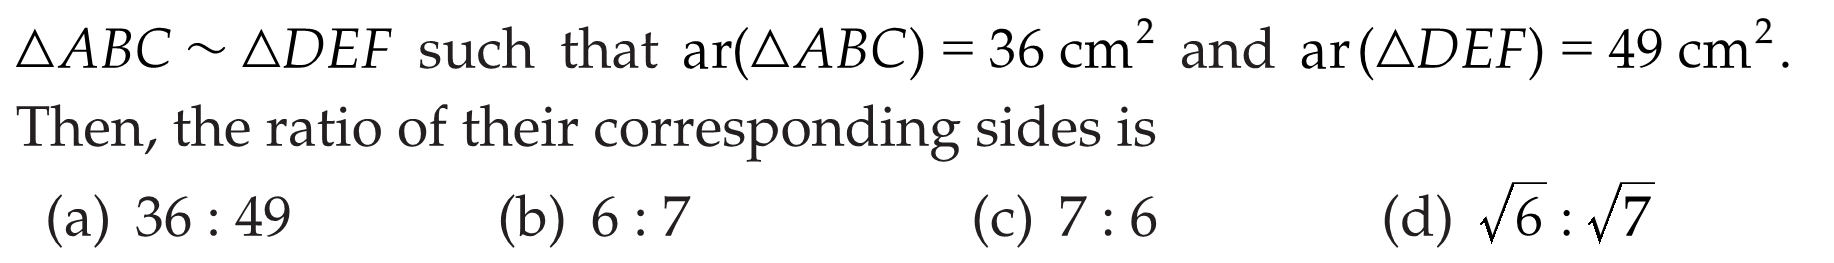 △ABC ~ △DEF such that ar(△ABC) = 36 cm² and ar(△DEF) = 49 cm².
Then, the ratio of their corresponding sides is
(a) 36 : 49 (b) 6 : 7 (c) 7 : 6 (d) √6 : √7